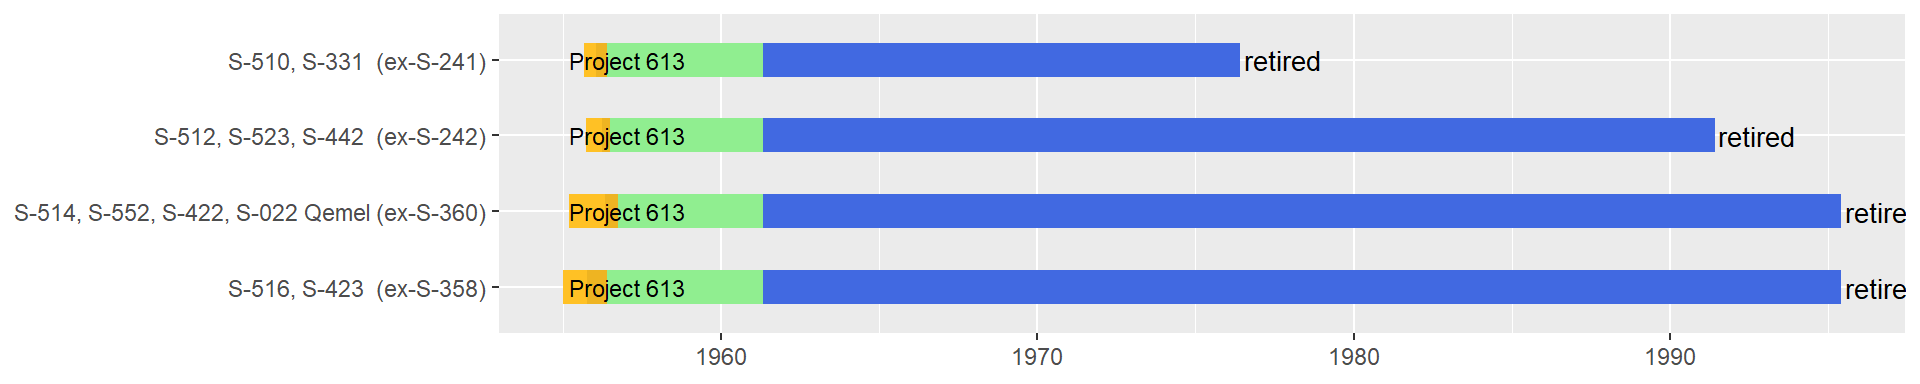 S-510, S-331  (ex-S-241)
Project 613
retired
S-512, S-523, S-442  (ex-S-242)
Project 613
retired
S-514, S-552, S-422, S-022 Qemel (ex-S-360)
Project 613
retire
S-516, S-423  (ex-S-358)
Project 613
retire
1960
1970
1980
1990